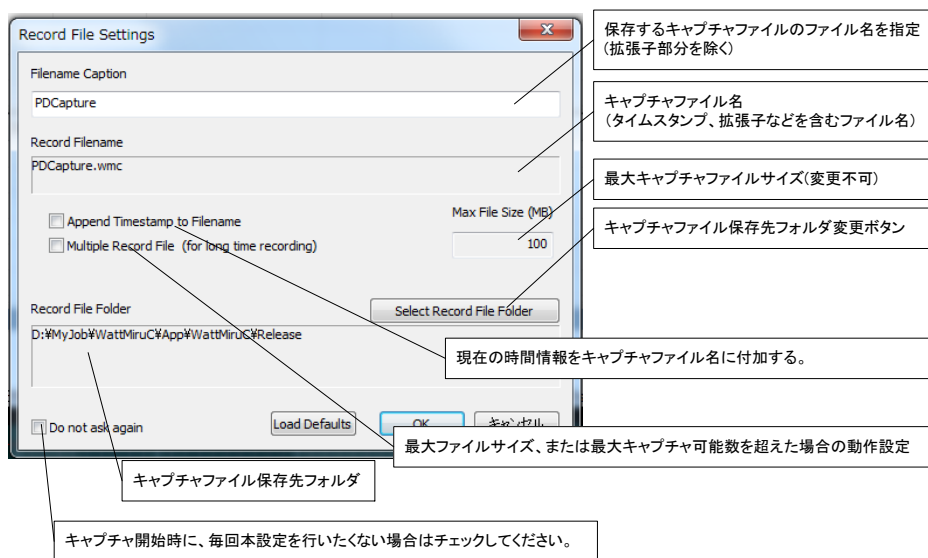 Record File Settings
Filename Caption
PDCapture
Record Filename
PDCapture.wmc
Append Timestamp to Filename
Multiple Record File (for long time recording)
Max File Size (MB)
100
Record File Folder
Select Record File Folder
D:¥MyJob¥WattMiruC¥App¥WattMiruC¥Release
Do not ask again
Load Defaults
OK
キャンセル
保存するキャプチャファイルのファイル名を指定
(拡張子部分を除く)
キャプチャファイル名
(タイムスタンプ、拡張子などを含むファイル名)
最大キャプチャファイルサイズ(変更不可)
キャプチャファイル保存先フォルダ変更ボタン
現在の時間情報をキャプチャファイル名に付加する。
最大ファイルサイズ、または最大キャプチャ可能数を超えた場合の動作設定
キャプチャファイル保存先フォルダ
キャプチャ開始時に、毎回本設定を行いたくない場合はチェックしてください。